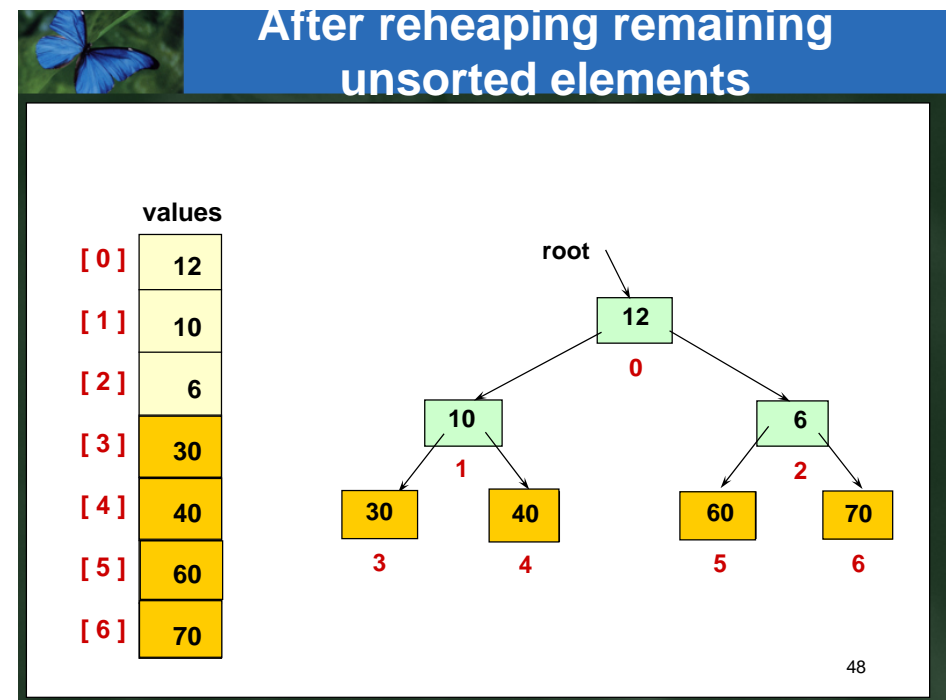 After reheaping remaining
unsorted elements
values
[ 0 ] 12
[ 1 ] 10
[ 2 ] 6
[ 3 ] 30
[ 4 ] 40
[ 5 ] 60
[ 6 ] 70
root
12
0
10 6
1 2
30 40 60 70
3 4 5 6
48